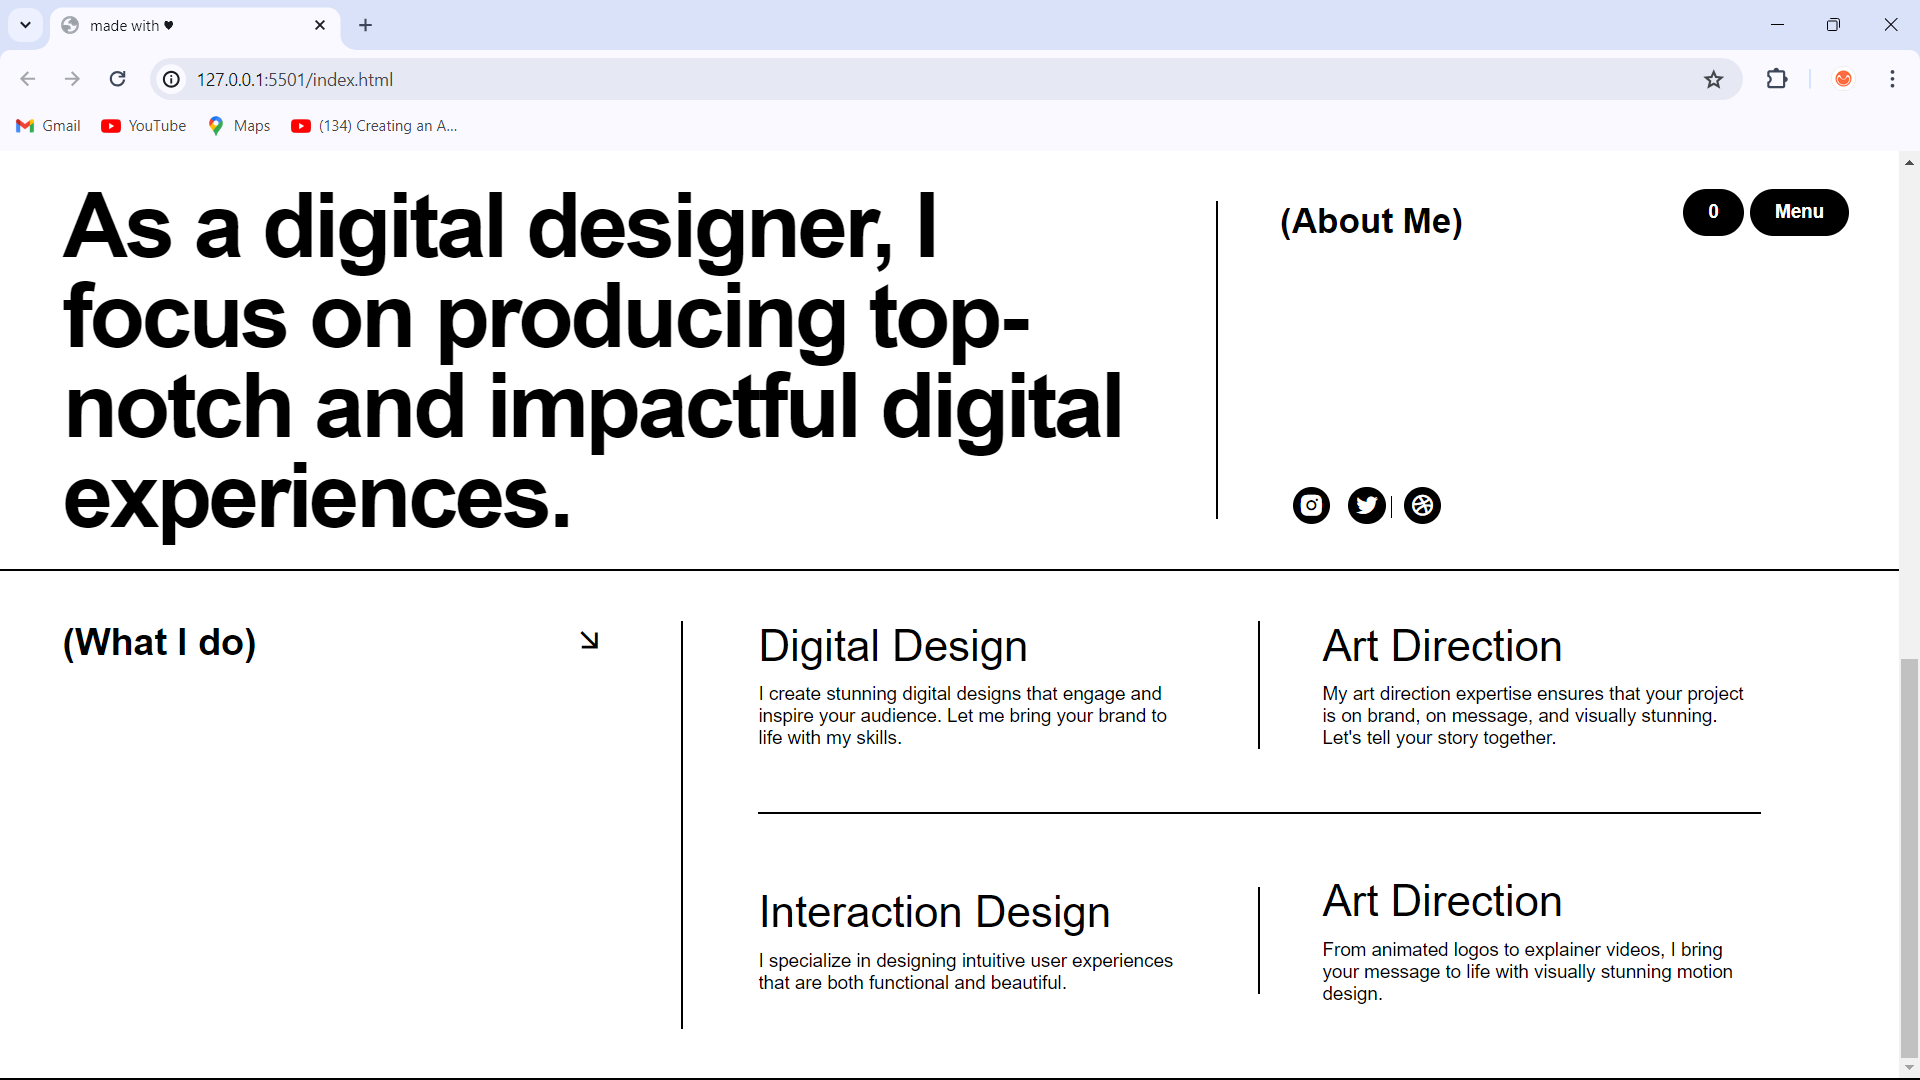 made with ♥
127.0.0.1:5501/index.html
Gmail
YouTube
Maps
(134) Creating an A...
As a digital designer, I
focus on producing top-
notch and impactful digital
experiences.
(About Me)
0
Menu
(What I do)
Digital Design
I create stunning digital designs that engage and
inspire your audience. Let me bring your brand to
life with my skills.
Art Direction
My art direction expertise ensures that your project
is on brand, on message, and visually stunning.
Let's tell your story together.
Interaction Design
I specialize in designing intuitive user experiences
that are both functional and beautiful.
Art Direction
From animated logos to explainer videos, I bring
your message to life with visually stunning motion
design.